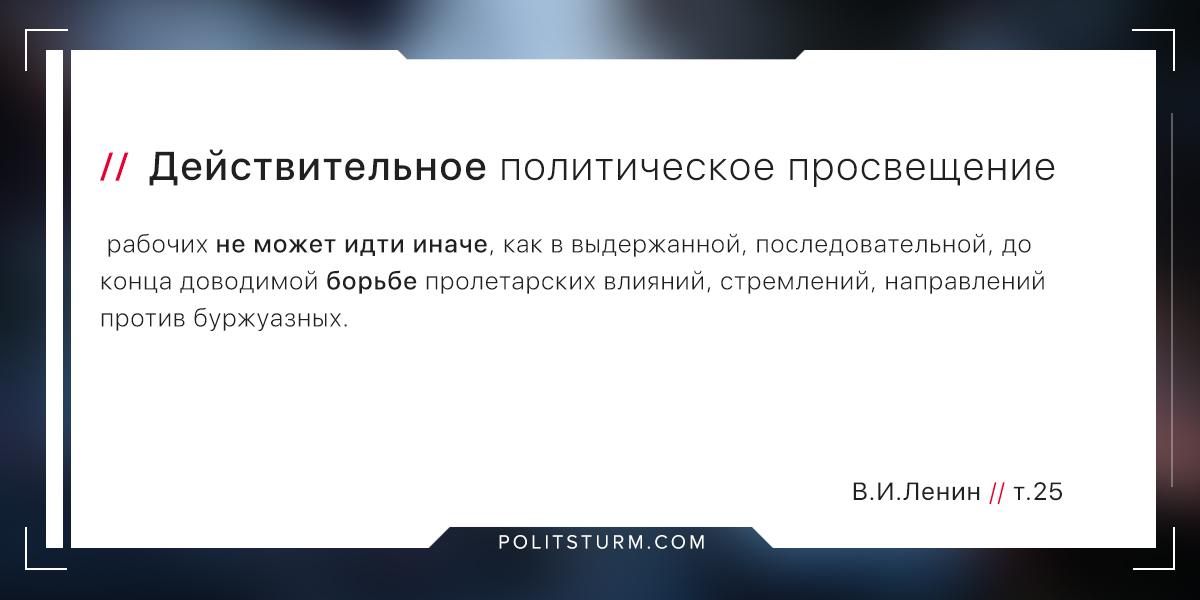 // Действительное политическое просвещение
рабочих не может идти иначе, как в выдержанной, последовательной, до
конца доводимой борьбе пролетарских влияний, стремлений, направлений
против буржуазных.
В.И.Ленин // т.25
POLITSTURM.COM